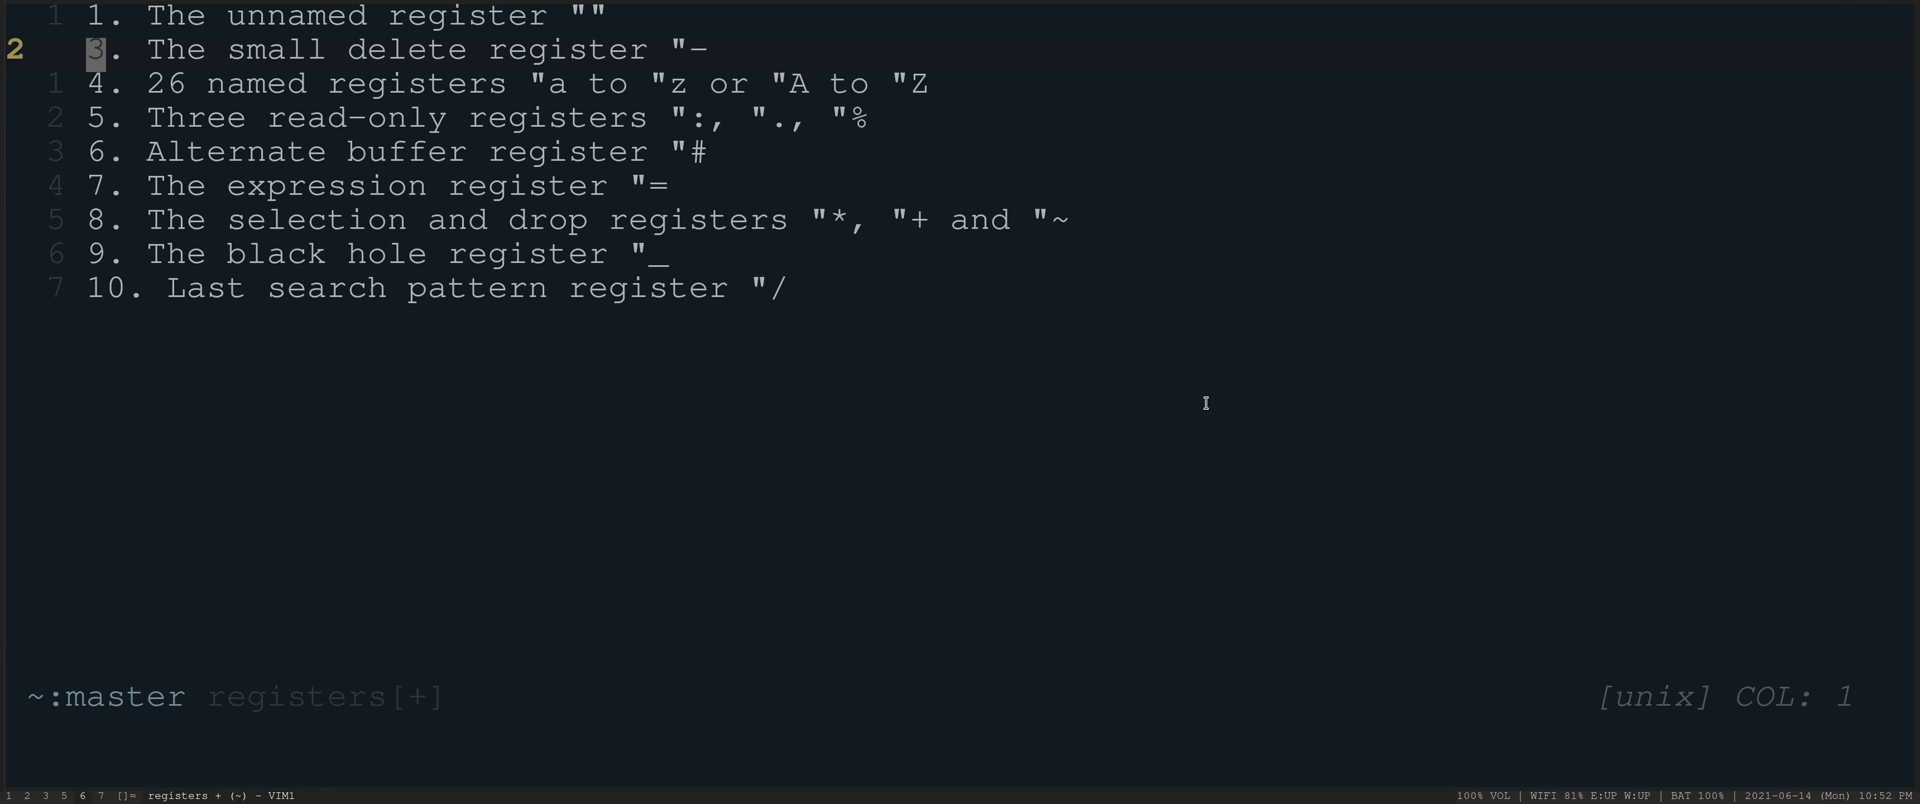 1 1. The unnamed register ""
2 3. The small delete register "-
1 4. 26 named registers "a to "z or "A to "Z
2 5. Three read-only registers ":, "., "%
3 6. Alternate buffer register "#
4 7. The expression register "=
5 8. The selection and drop registers "*, "+ and "~
6 9. The black hole register "_
7 10. Last search pattern register "/
~:master registers[+] [unix] COL: 1
1 2 3 5 6 7 []= registers + (~) - VIM1 100% VOL | WIFI 81% E:UP W:UP | BAT 100% | 2021-06-14 (Mon) 10:52 PM